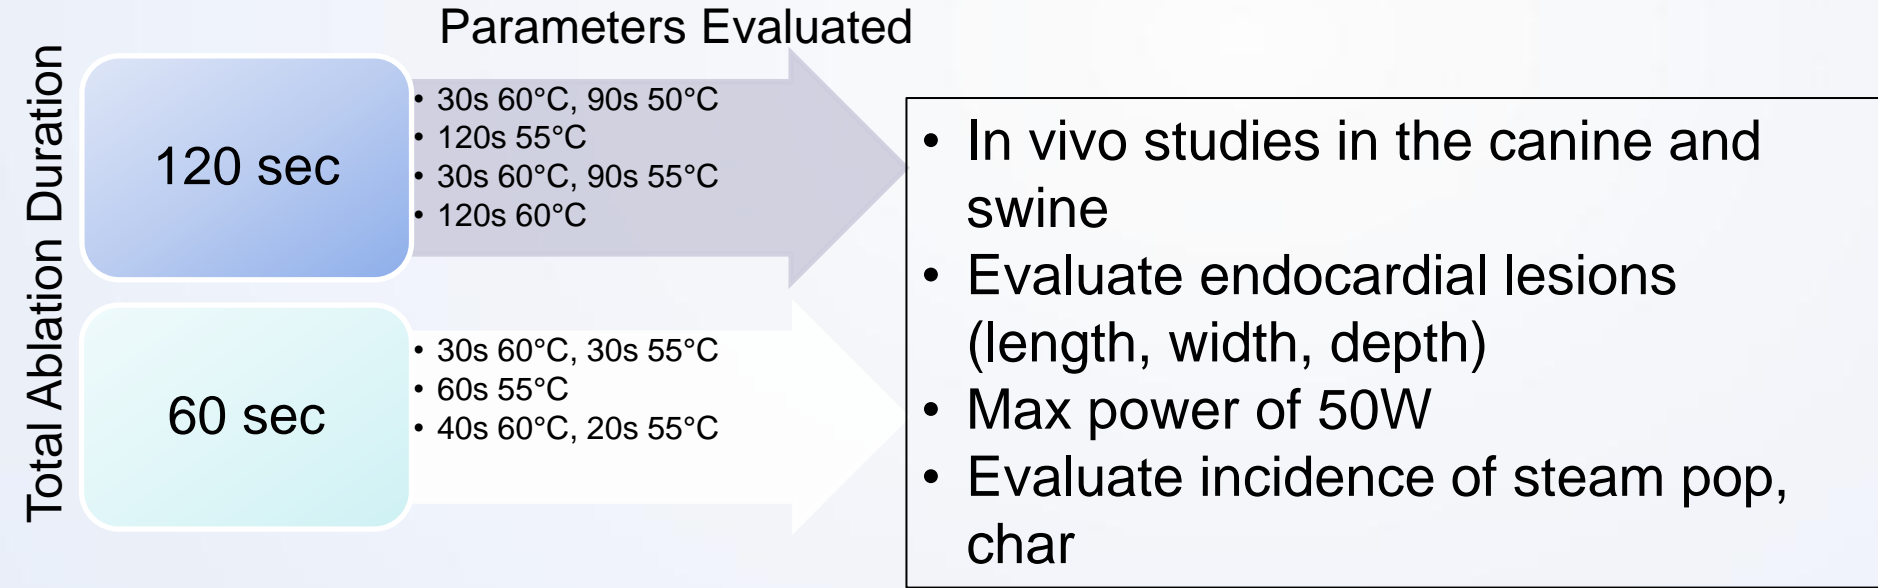 Parameters Evaluated
Total Ablation Duration
120 sec
• 30s 60°C, 90s 50°C
• 120s 55°C
• 30s 60°C, 90s 55°C
• 120s 60°C
60 sec
• 30s 60°C, 30s 55°C
• 60s 55°C
• 40s 60°C, 20s 55°C
• In vivo studies in the canine and
swine
• Evaluate endocardial lesions
(length, width, depth)
• Max power of 50W
• Evaluate incidence of steam pop,
char